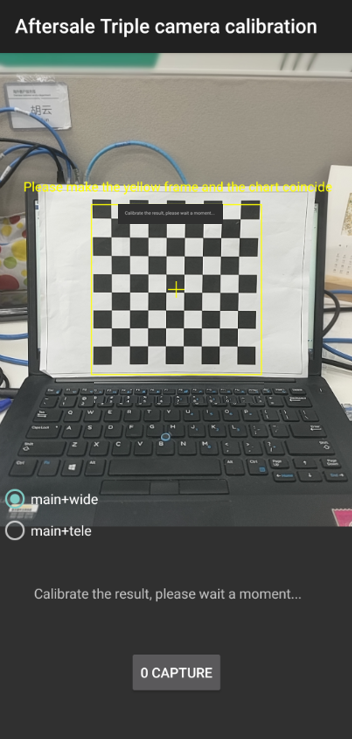 Aftersale Triple camera calibration
胡云
Please make the yellow frame and the chart coincide
Calibrate the result, please wait a moment...
main+wide
main+tele
Calibrate the result, please wait a moment...
0 CAPTURE